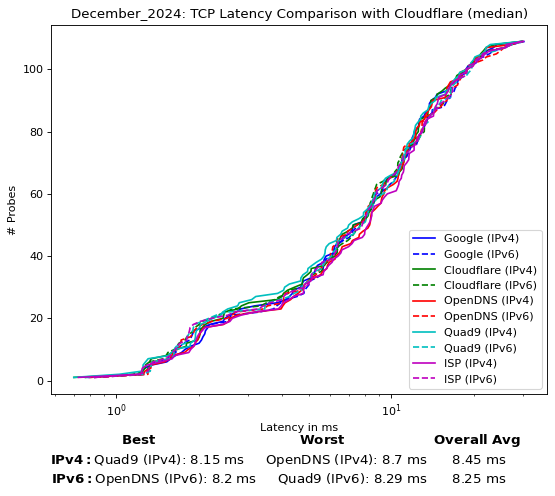 December_2024: TCP Latency Comparison with Cloudflare (median)
# Probes
100
80
60
40
20
0
Google (IPv4)
Google (IPv6)
Cloudflare (IPv4)
Cloudflare (IPv6)
OpenDNS (IPv4)
OpenDNS (IPv6)
Quad9 (IPv4)
Quad9 (IPv6)
ISP (IPv4)
ISP (IPv6)
10⁰ 10¹
Latency in ms
Best Worst Overall Avg
IPv4: Quad9 (IPv4): 8.15 ms OpenDNS (IPv4): 8.7 ms 8.45 ms
IPv6: OpenDNS (IPv6): 8.2 ms Quad9 (IPv6): 8.29 ms 8.25 ms